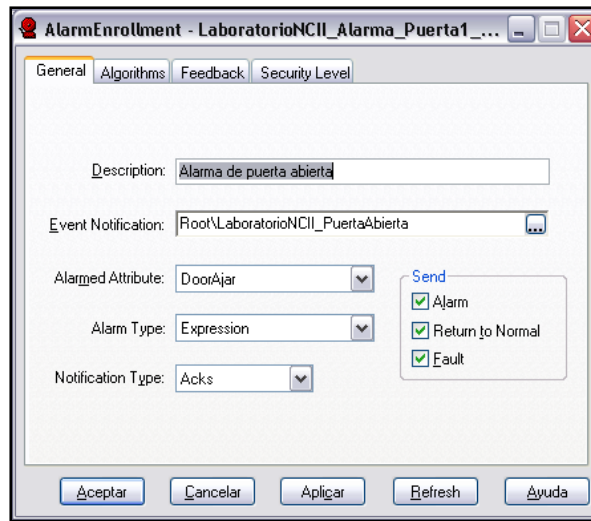 AlarmEnrollment - LaboratorioNCII_Alarma_Puerta1_...
General Algorithms Feedback Security Level
Description: Alarma de puerta abierta
Event Notification: Root\LaboratorioNCII_PuertaAbierta ...
Alarmed Attribute: DoorAjar
Send
Alarm
Alarm Type: Expression
Return to Normal
Fault
Notification Type: Acks
Aceptar Cancelar Aplicar Refresh Ayuda